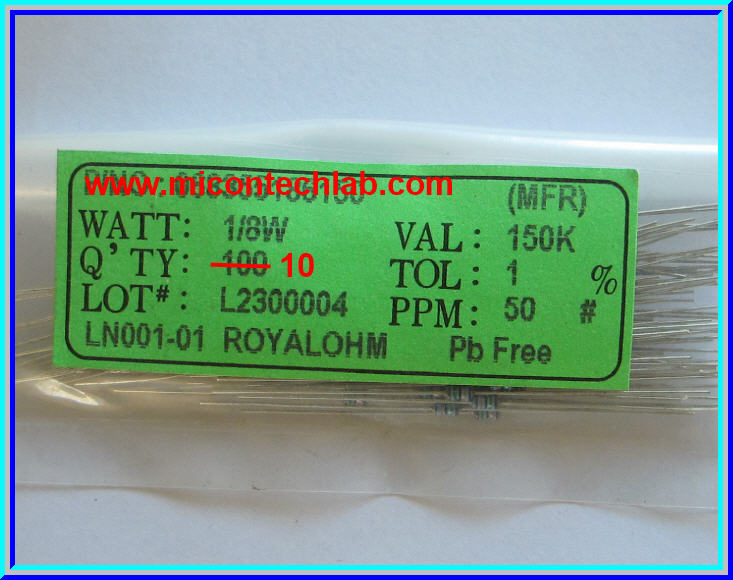 P/NO: www.micontechlab.com (MFR)
WATT: 1/8W VAL: 150K
Q'TY: 100 10 TOL: 1 %
LOT#: L2300004 PPM: 50 #
LN001-01 ROYALOHM Pb Free